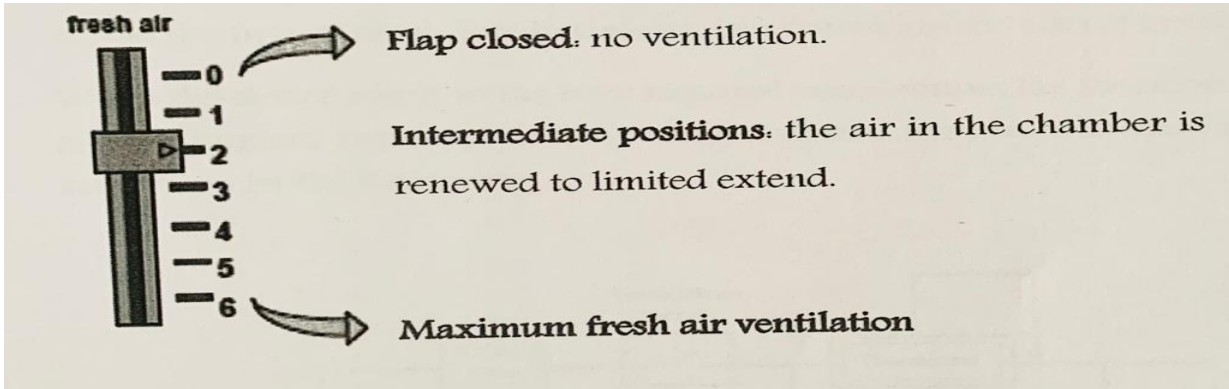 fresh air
0
Flap closed: no ventilation.
1
Intermediate positions: the air in the chamber is
2
renewed to limited extend.
3
4
5
6
Maximum fresh air ventilation